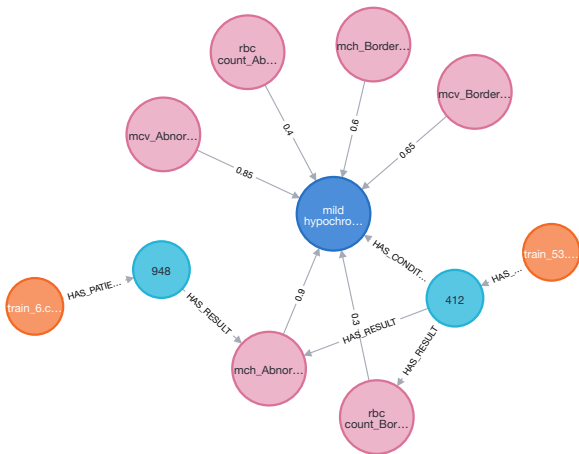 rbc
count_Ab…
mch_Border…
mcv_Border…
mcv_Abnor…
0.4
0.6
0.65
0.85
mild
hypochro…
train_53.…
HAS_…
HAS_CONDIT…
948
412
train_6.c…
HAS_PATIE…
HAS_RESULT
0.9
0.3
HAS_RESULT
HAS_RESULT
mch_Abnor…
rbc
count_Bor…